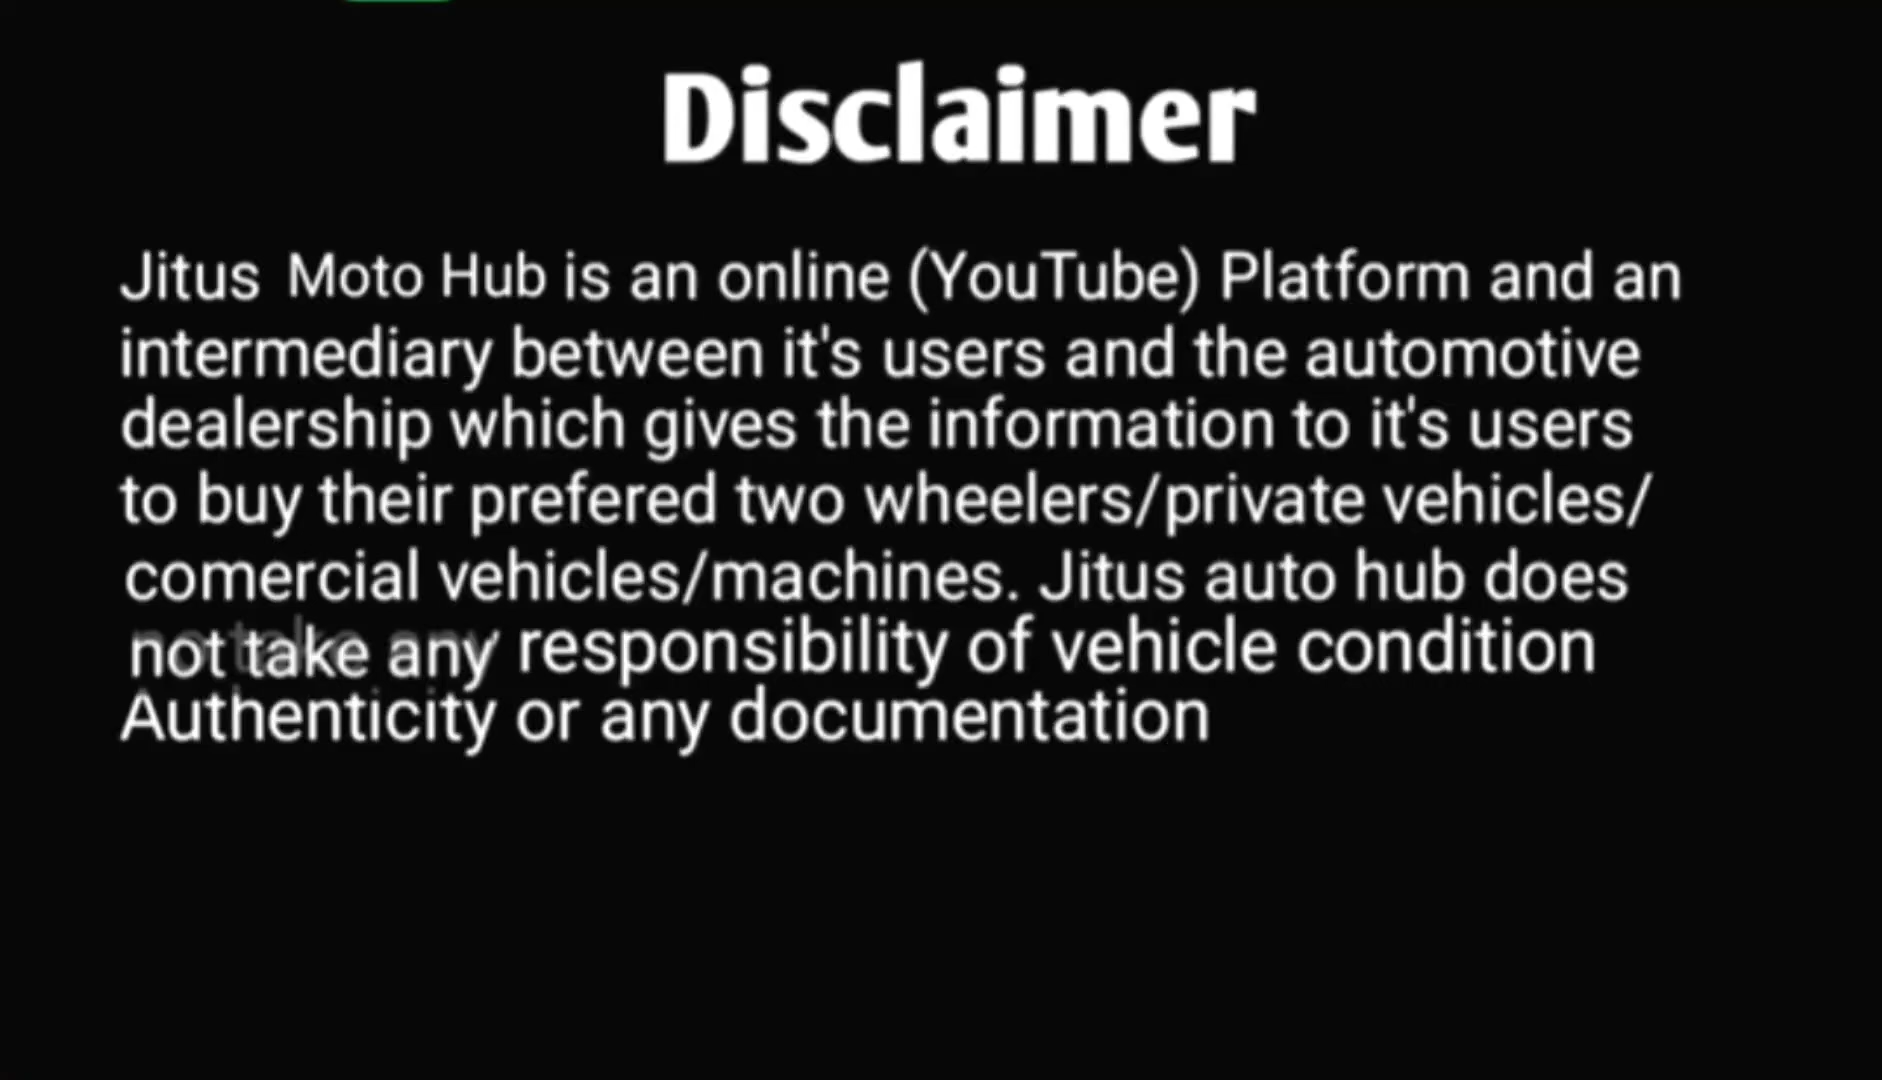 Disclaimer
Jitus Moto Hub is an online (YouTube) Platform and an
intermediary between it's users and the automotive
dealership which gives the information to it's users
to buy their prefered two wheelers/private vehicles/
comercial vehicles/machines. Jitus auto hub does
not take any responsibility of vehicle condition
Authenticity or any documentation